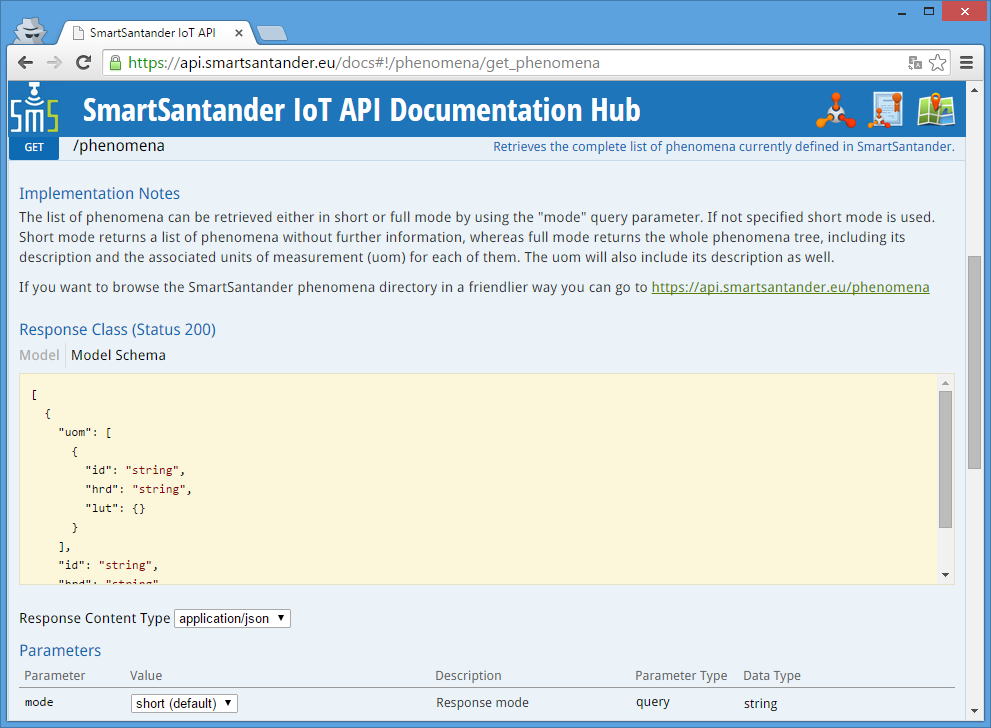 SmartSantander IoT API
https://api.smartsantander.eu/docs#!/phenomena/get_phenomena
sms SmartSantander IoT API Documentation Hub
GET /phenomena Retrieves the complete list of phenomena currently defined in SmartSantander.
Implementation Notes
The list of phenomena can be retrieved either in short or full mode by using the "mode" query parameter. If not specified short mode is used.
Short mode returns a list of phenomena without further information, whereas full mode returns the whole phenomena tree, including its
description and the associated units of measurement (uom) for each of them. The uom will also include its description as well.
If you want to browse the SmartSantander phenomena directory in a friendlier way you can go to https://api.smartsantander.eu/phenomena
Response Class (Status 200)
Model Model Schema
[
{
"uom": [
{
"id": "string",
"hrd": "string",
"lut": {}
}
],
"id": "string",
"hrd": "string"
Response Content Type application/json
Parameters
Parameter Value Description Parameter Type Data Type
mode short (default) Response mode query string